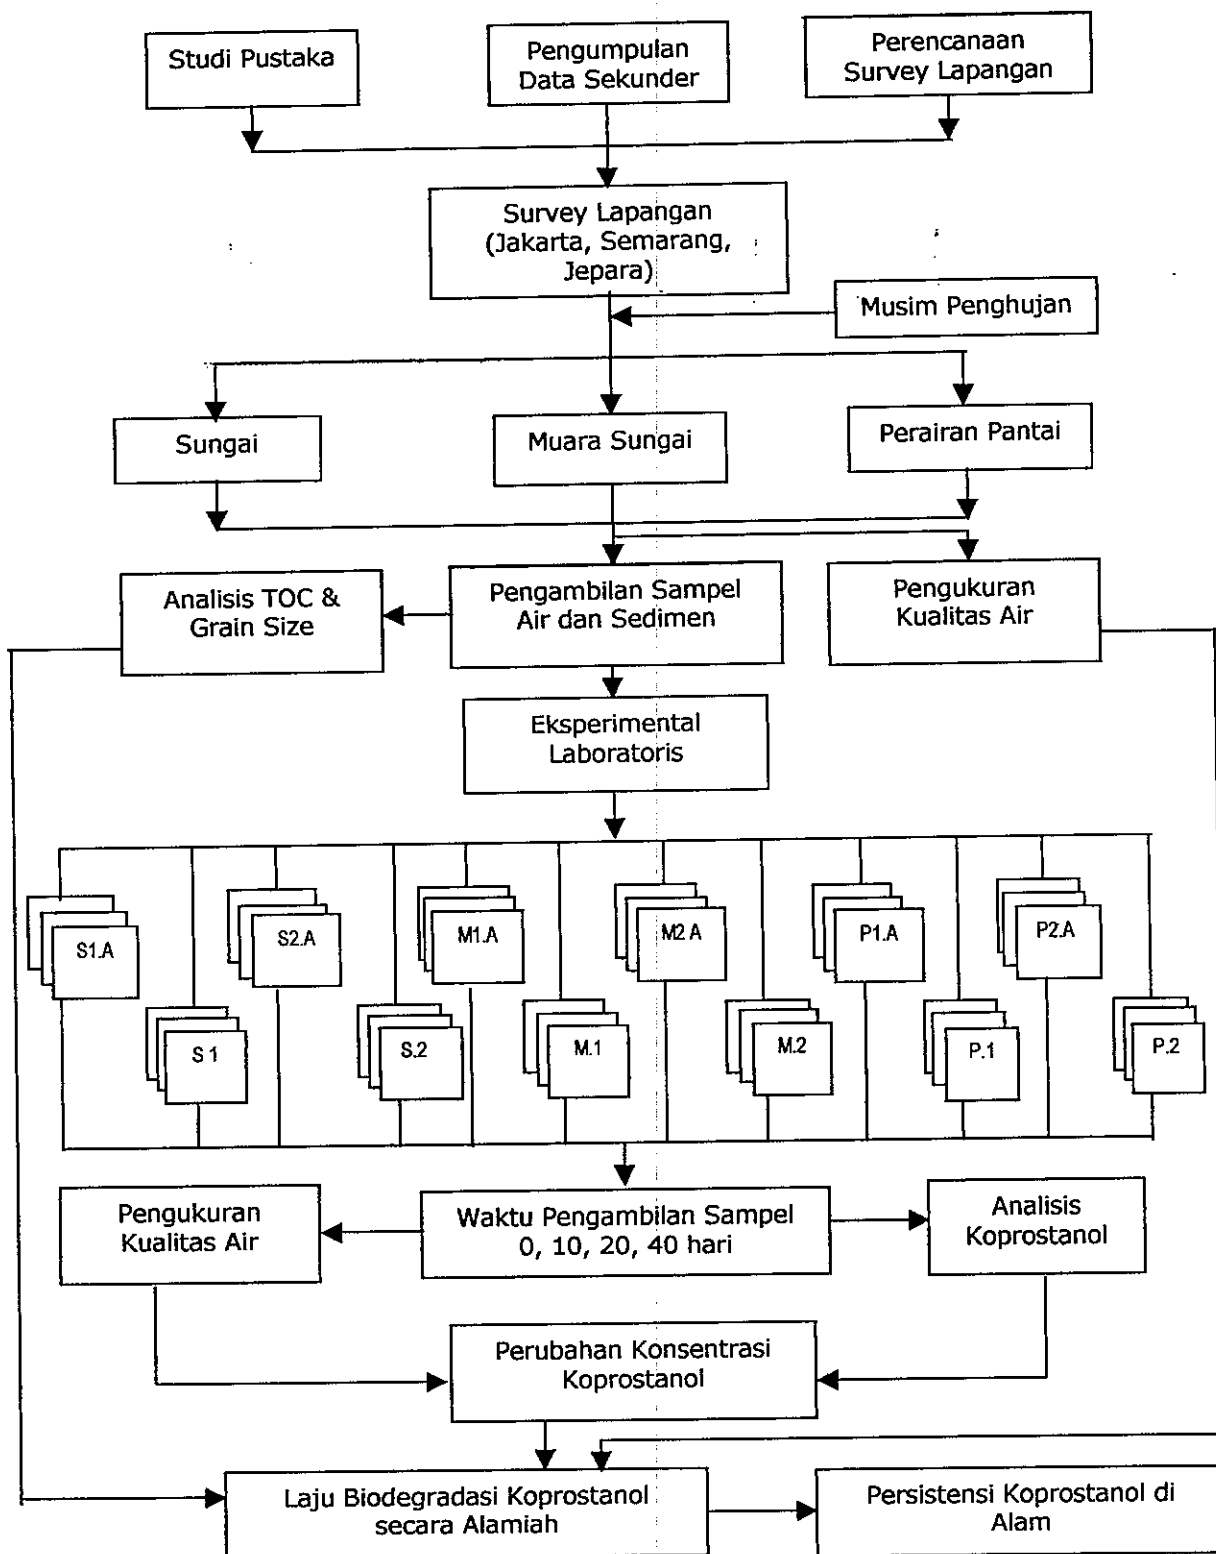 Studi Pustaka
Pengumpulan
Data Sekunder
Perencanaan
Survey Lapangan
Survey Lapangan
(Jakarta, Semarang,
Jepara)
Musim Penghujan
Sungai
Muara Sungai
Perairan Pantai
Analisis TOC &
Grain Size
Pengambilan Sampel
Air dan Sedimen
Pengukuran
Kualitas Air
Eksperimental
Laboratoris
S1.A
S2.A
M1.A
M2 A
P1.A
P2.A
S 1
S.2
M.1
M.2
P.1
P.2
Pengukuran
Kualitas Air
Waktu Pengambilan Sampel
0, 10, 20, 40 hari
Analisis
Koprostanol
Perubahan Konsentrasi
Koprostanol
Laju Biodegradasi Koprostanol
secara Alamiah
Persistensi Koprostanol di
Alam